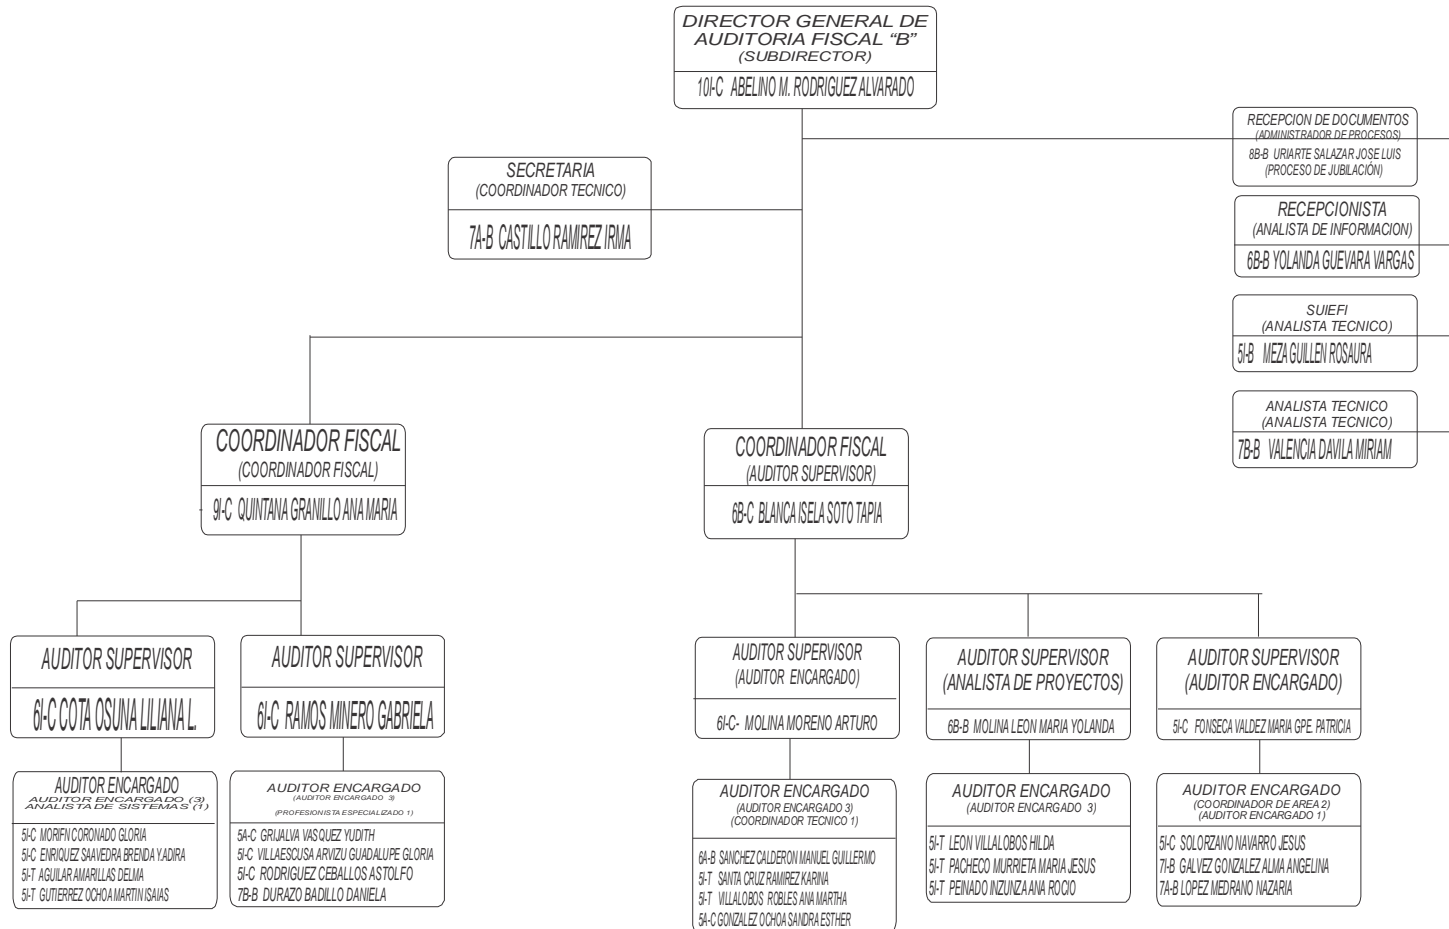 DIRECTOR GENERAL DE
AUDITORIA FISCAL “B”
(SUBDIRECTOR)
10I-C ABELINO M. RODRIGUEZ ALVARADO
RECEPCION DE DOCUMENTOS
(ADMINISTRADOR DE PROCESOS)
8B-B URIARTE SALAZAR JOSE LUIS
(PROCESO DE JUBILACIÓN)
SECRETARIA
(COORDINADOR TECNICO)
7A-B CASTILLO RAMIREZ IRMA
RECEPCIONISTA
(ANALISTA DE INFORMACION)
6B-B YOLANDA GUEVARA VARGAS
SUIEFI
(ANALISTA TECNICO)
5I-B MEZA GUILLEN ROSAURA
ANALISTA TECNICO
(ANALISTA TECNICO)
7B-B VALENCIA DAVILA MIRIAM
COORDINADOR FISCAL
(COORDINADOR FISCAL)
9I-C QUINTANA GRANILLO ANA MARIA
COORDINADOR FISCAL
(AUDITOR SUPERVISOR)
6B-C BLANCA ISELA SOTO TAPIA
AUDITOR SUPERVISOR
6I-C COTA OSUNA LILIANA L.
AUDITOR SUPERVISOR
6I-C RAMOS MINERO GABRIELA
AUDITOR SUPERVISOR
(AUDITOR ENCARGADO)
6I-C- MOLINA MORENO ARTURO
AUDITOR SUPERVISOR
(ANALISTA DE PROYECTOS)
6B-B MOLINA LEON MARIA YOLANDA
AUDITOR SUPERVISOR
(AUDITOR ENCARGADO)
5I-C FONSECA VALDEZ MARIA GPE. PATRICIA
AUDITOR ENCARGADO
AUDITOR ENCARGADO (3)
ANALISTA DE SISTEMAS (1)
5I-C MORIFN CORONADO GLORIA
5I-C ENRIQUEZ SAAVEDRA BRENDA YADIRA
5I-T AGUILAR AMARILLAS DELMA
5I-T GUTIERREZ OCHOA MARTIN ISAIAS
AUDITOR ENCARGADO
(AUDITOR ENCARGADO 3)
(PROFESIONISTA ESPECIALIZADO 1)
5A-C GRIJALVA VASQUEZ YUDITH
5I-C VILLAESCUSA ARVIZU GUADALUPE GLORIA
5I-C RODRIGUEZ CEBALLOS ASTOLFO
7B-B DURAZO BADILLO DANIELA
AUDITOR ENCARGADO
(AUDITOR ENCARGADO 3)
(COORDINADOR TECNICO 1)
6A-B SANCHEZ CALDERON MANUEL GUILLERMO
5I-T SANTA CRUZ RAMIREZ KARINA
5I-T VILLALOBOS ROBLES ANA MARTHA
5A-C GONZALEZ OCHOA SANDRA ESTHER
AUDITOR ENCARGADO
(AUDITOR ENCARGADO 3)
5I-T LEON VILLALOBOS HILDA
5I-T PACHECO MURRIETA MARIA JESUS
5I-T PEINADO INZUNZA ANA ROCIO
AUDITOR ENCARGADO
(COORDINADOR DE AREA 2)
(AUDITOR ENCARGADO 1)
5I-C SOLORZANO NAVARRO JESUS
7I-B GALVEZ GONZALEZ ALMA ANGELINA
7A-B LOPEZ MEDRANO NAZARIA